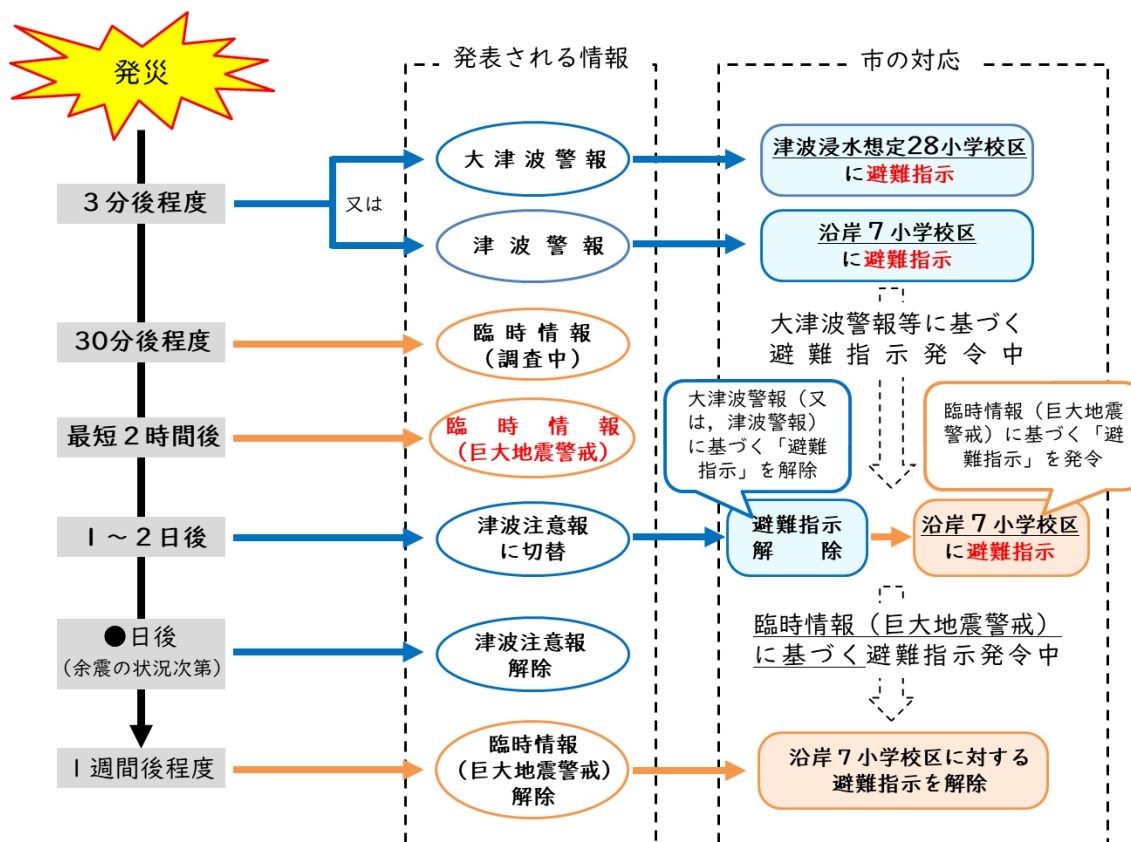 発災
発表される情報
市の対応
3分後程度
又は
大津波警報
津波浸水想定28小学校区
に避難指示
津波警報
沿岸7小学校区
に避難指示
30分後程度
臨時情報
(調査中)
大津波警報等に基づく
避難指示発令中
最短2時間後
臨時情報
(巨大地震警戒)
大津波警報(又
は,津波警報)
に基づく「避難
指示」を解除
臨時情報(巨大地震
警戒)に基づく「避
難指示」を発令
1~2日後
津波注意報
に切替
避難指示
解除
沿岸7小学校区
に避難指示
●日後
(余震の状況次第)
津波注意報
解除
臨時情報(巨大地震警戒)
に基づく避難指示発令中
1週間後程度
臨時情報
(巨大地震警戒)
解除
沿岸7小学校区に対する
避難指示を解除